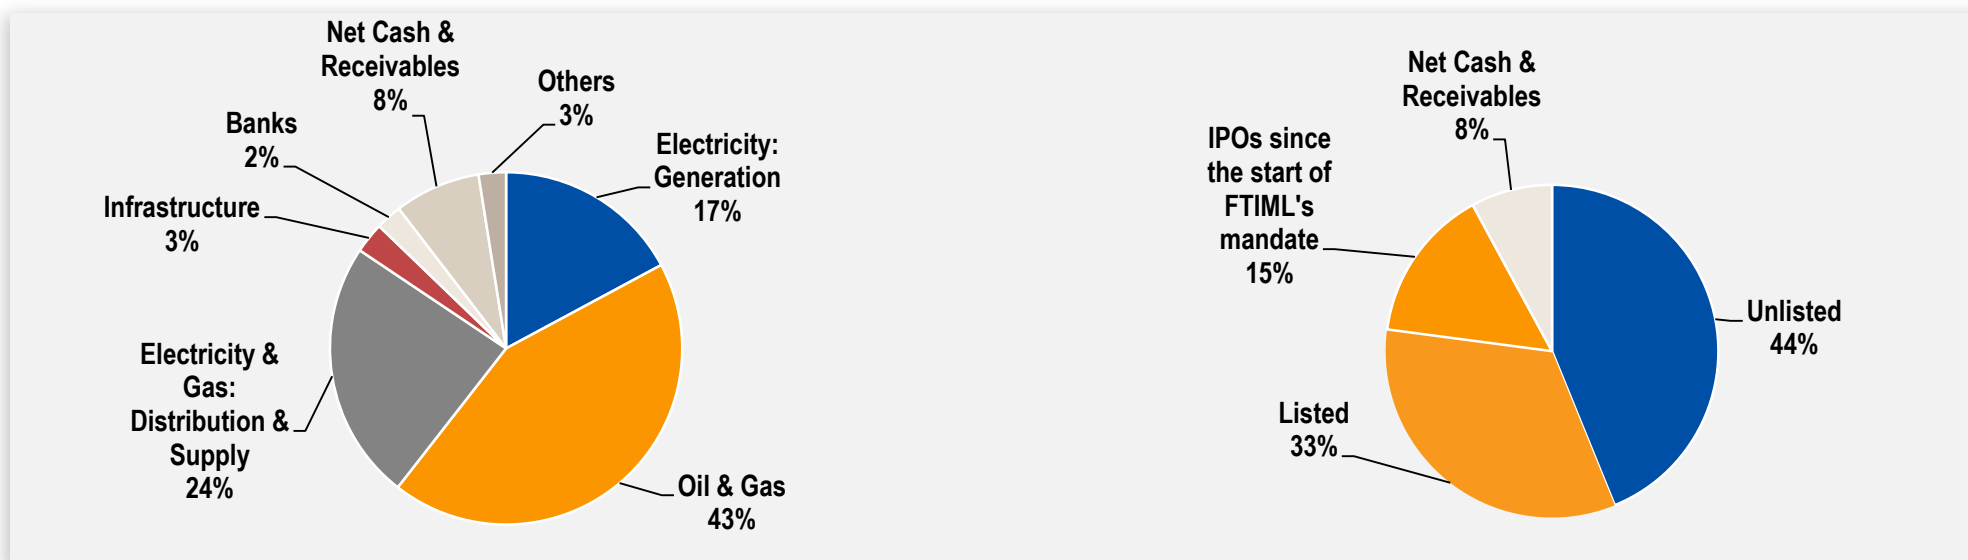 Net Cash &
Receivables
8%
Others
3%
Banks
2%
Electricity:
Generation
17%
Infrastructure
3%
Electricity &
Gas:
Distribution &
Supply
24%
Oil & Gas
43%
Net Cash &
Receivables
8%
IPOs since
the start of
FTIML's
mandate
15%
Unlisted
44%
Listed
33%